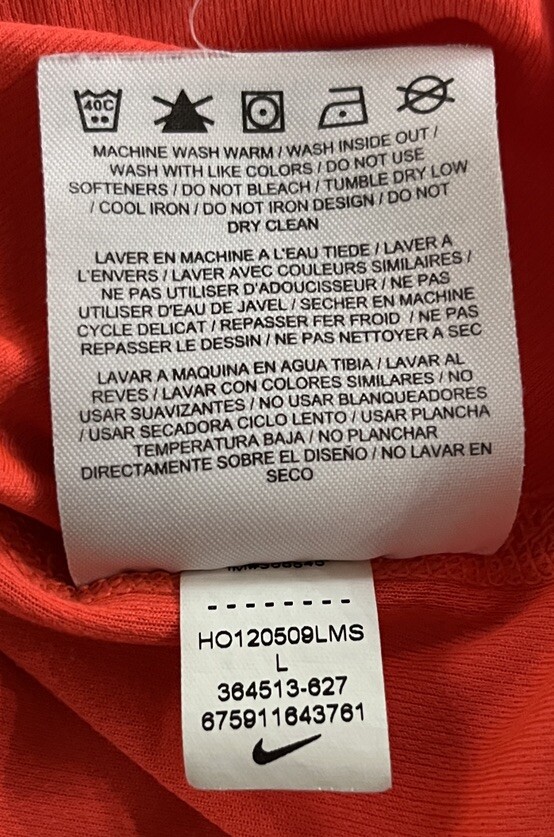 40C
MACHINE WASH WARM / WASH INSIDE OUT /
WASH WITH LIKE COLORS / DO NOT USE
SOFTENERS / DO NOT BLEACH / TUMBLE DRY LOW
/ COOL IRON / DO NOT IRON DESIGN / DO NOT
DRY CLEAN
LAVER EN MACHINE A L'EAU TIEDE / LAVER A
L'ENVERS / LAVER AVEC COULEURS SIMILAIRES /
NE PAS UTILISER D'ADOUCISSEUR / NE PAS
UTILISER D'EAU DE JAVEL / SECHER EN MACHINE
CYCLE DELICAT / REPASSER FER FROID / NE PAS
REPASSER LE DESSIN / NE PAS NETTOYER A SEC
LAVAR A MAQUINA EN AGUA TIBIA / LAVAR AL
REVES / LAVAR CON COLORES SIMILARES / NO
USAR SUAVIZANTES / NO USAR BLANQUEADORES
/ USAR SECADORA CICLO LENTO / USAR PLANCHA
TEMPERATURA BAJA / NO PLANCHAR
DIRECTAMENTE SOBRE EL DISEÑO / NO LAVAR EN
SECO
HO120509LMS
L
364513-627
675911643761